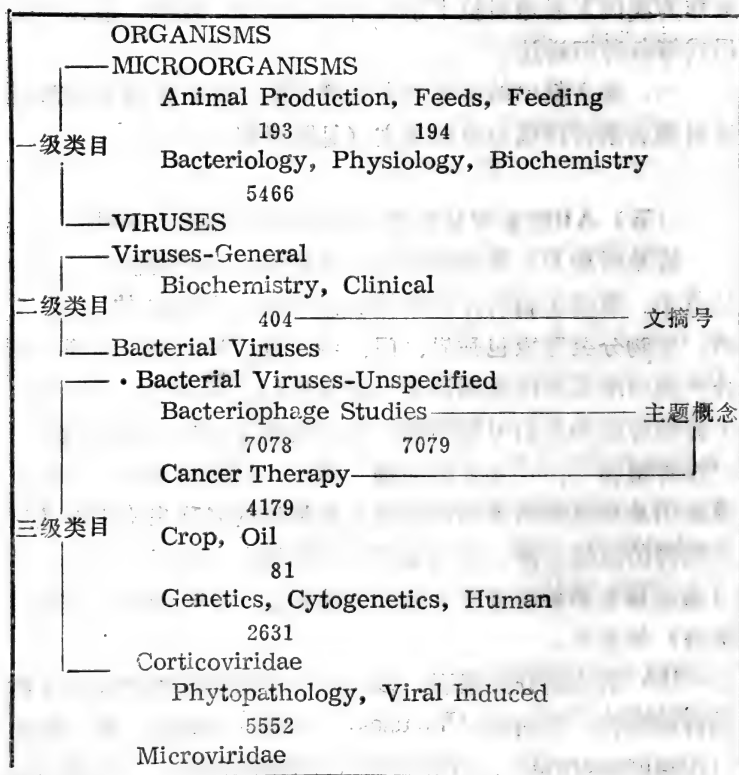 ORGANISMS
MICROORGANISMS
Animal Production, Feeds, Feeding
193 194
一级类目
Bacteriology, Physiology, Biochemistry
5466
VIRUSES
Viruses-General
Biochemistry, Clinical
二级类目
404 文摘号
Bacterial Viruses
• Bacterial Viruses-Unspecified
Bacteriophage Studies 主题概念
7078 7079
Cancer Therapy
4179
三级类目
Crop, Oil
81
Genetics, Cytogenetics, Human
2631
Corticoviridae
Phytopathology, Viral Induced
5552
Microviridae